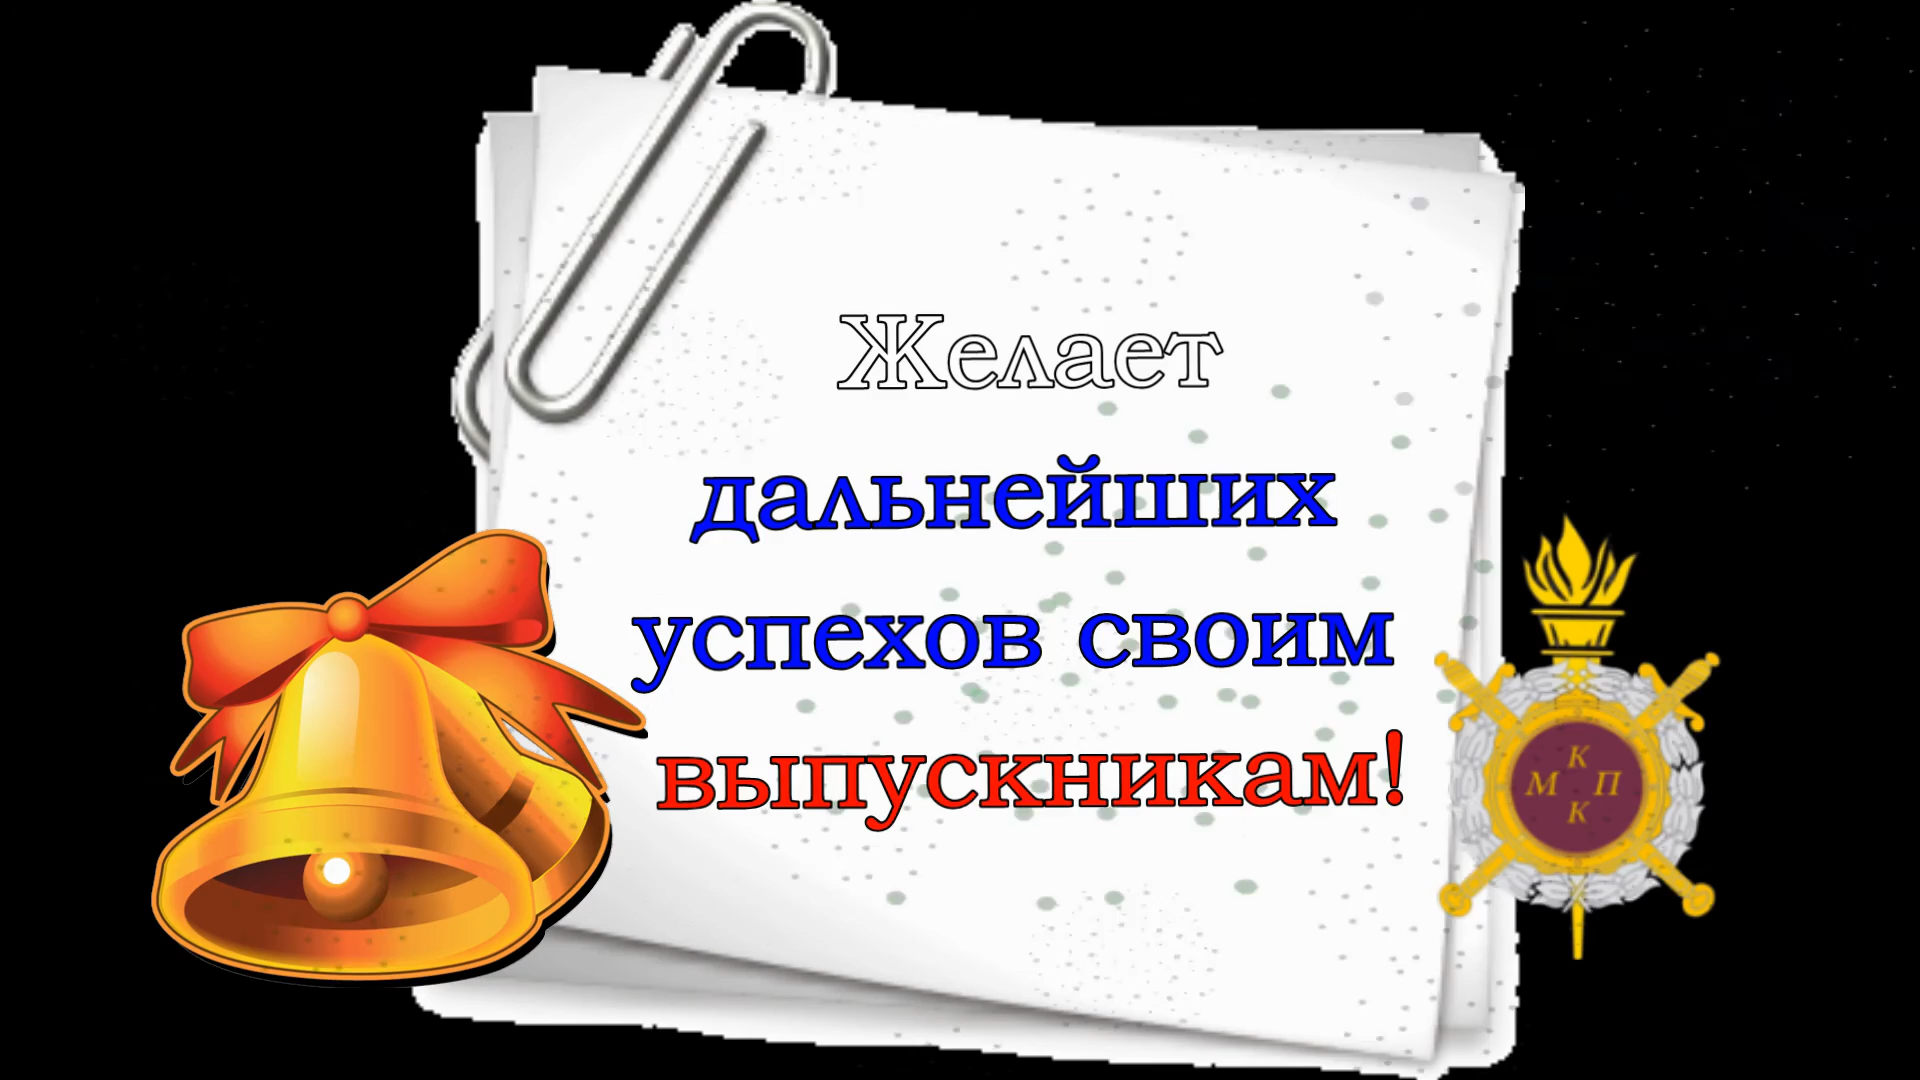 Желает
дальнейших
успехов своим
выпускникам!
К
М П
К